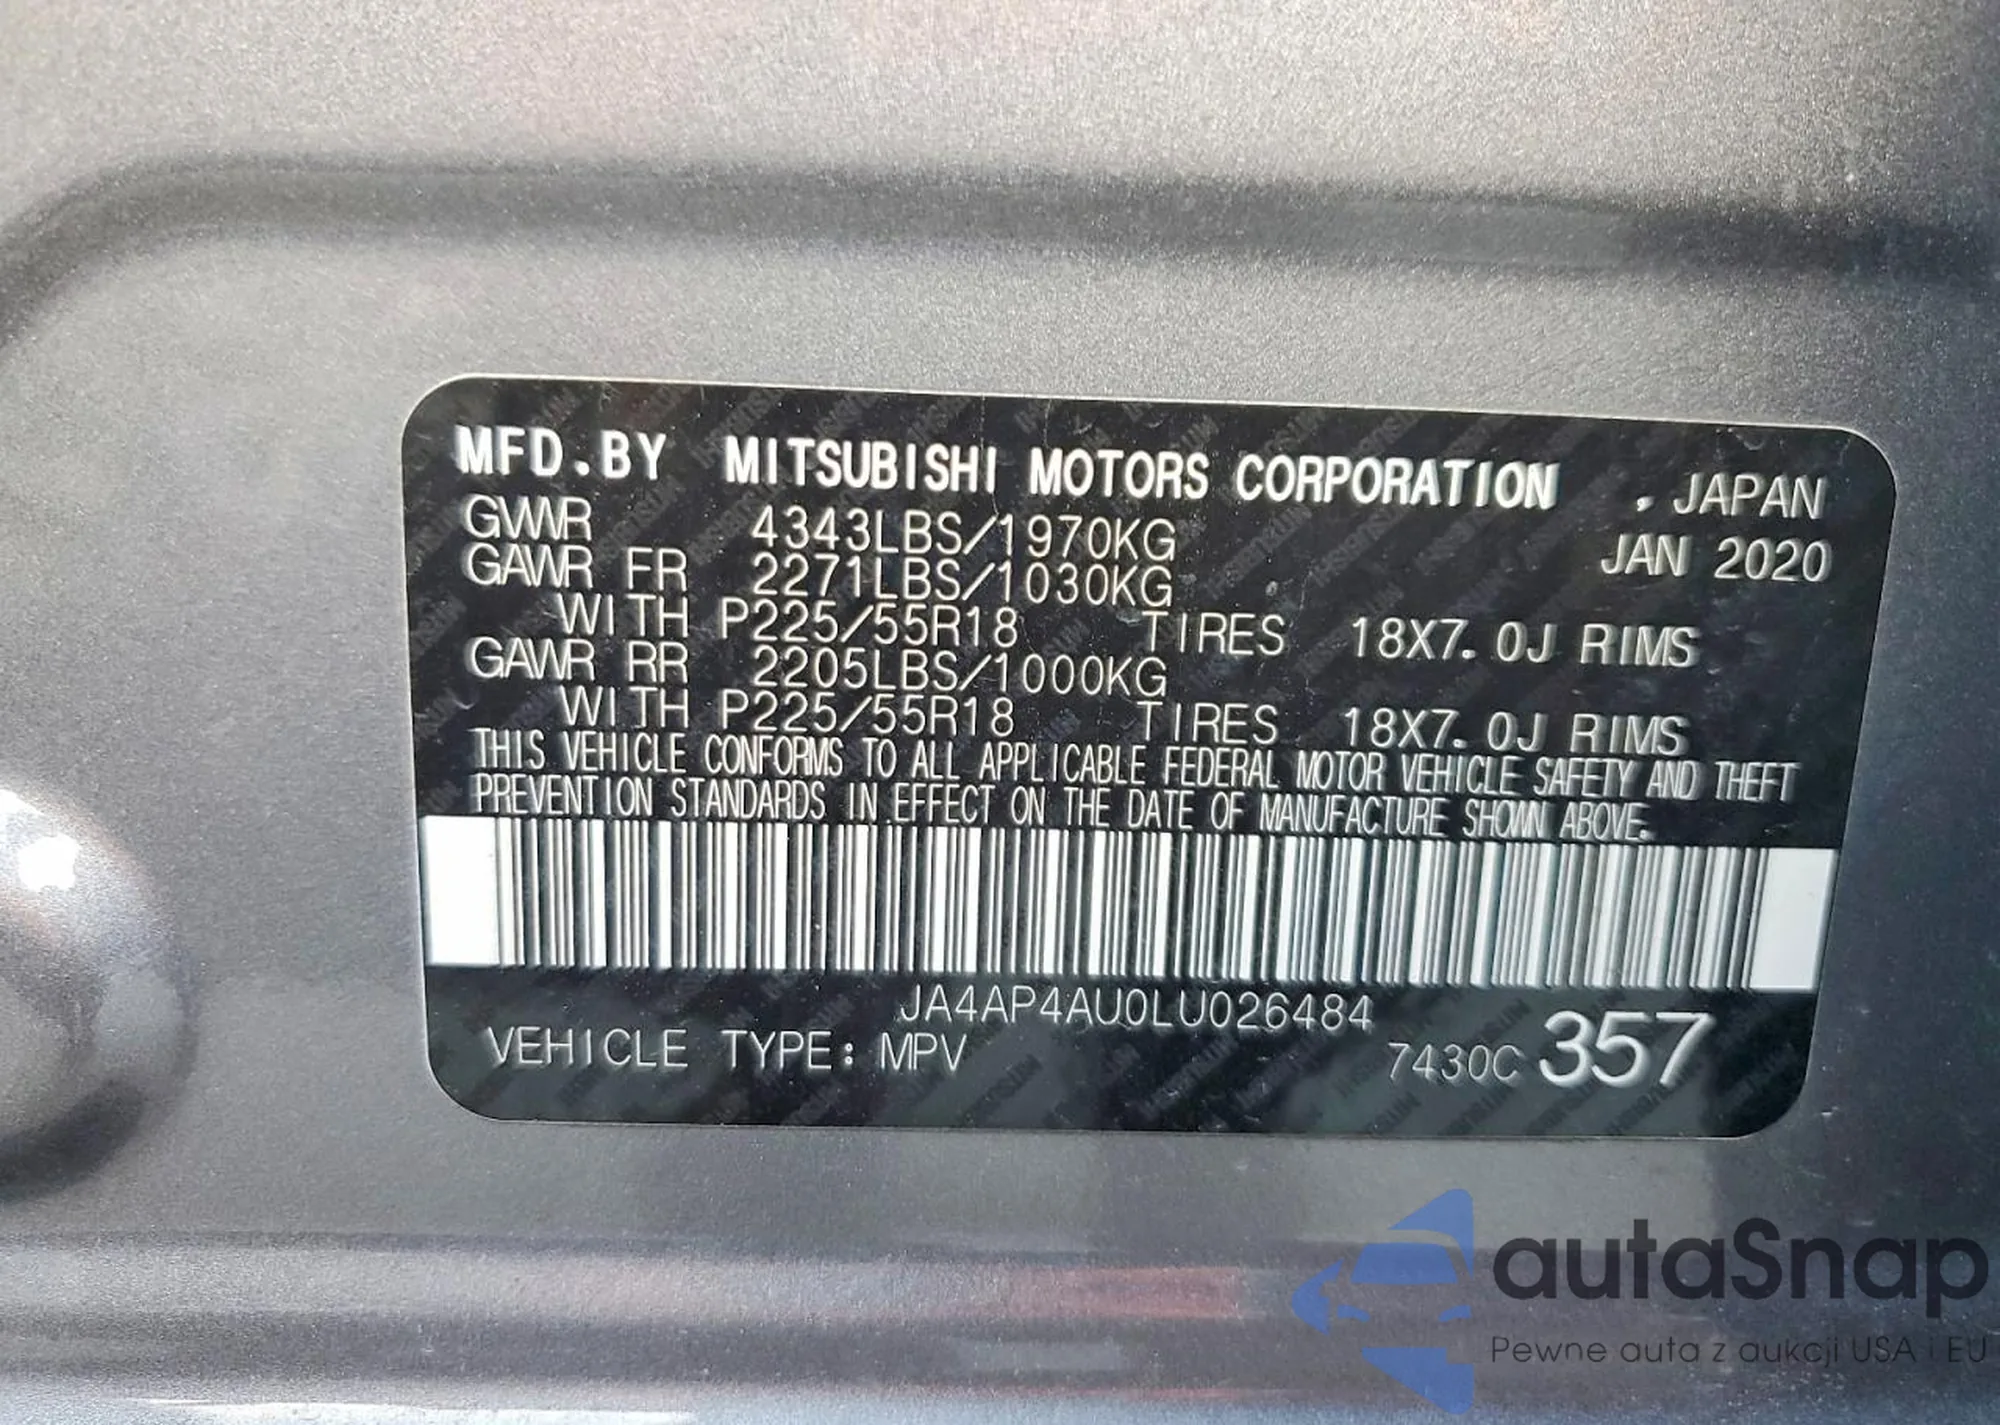 MFD.BY MITSUBISHI MOTORS CORPORATION , JAPAN
GVWR 4343LBS/1970KG JAN 2020
GAWR FR 2271LBS/1030KG
WITH P225/55R18 TIRES 18X7.0J RIMS
GAWR RR 2205LBS/1000KG
WITH P225/55R18 TIRES 18X7.0J RIMS
THIS VEHICLE CONFORMS TO ALL APPLICABLE FEDERAL MOTOR VEHICLE SAFETY AND THEFT
PREVENTION STANDARDS IN EFFECT ON THE DATE OF MANUFACTURE SHOWN ABOVE.
JA4AP4AU0LU026484
VEHICLE TYPE: MPV 7430C 357
autaSnap
Pewne auta z aukcji USA i EU